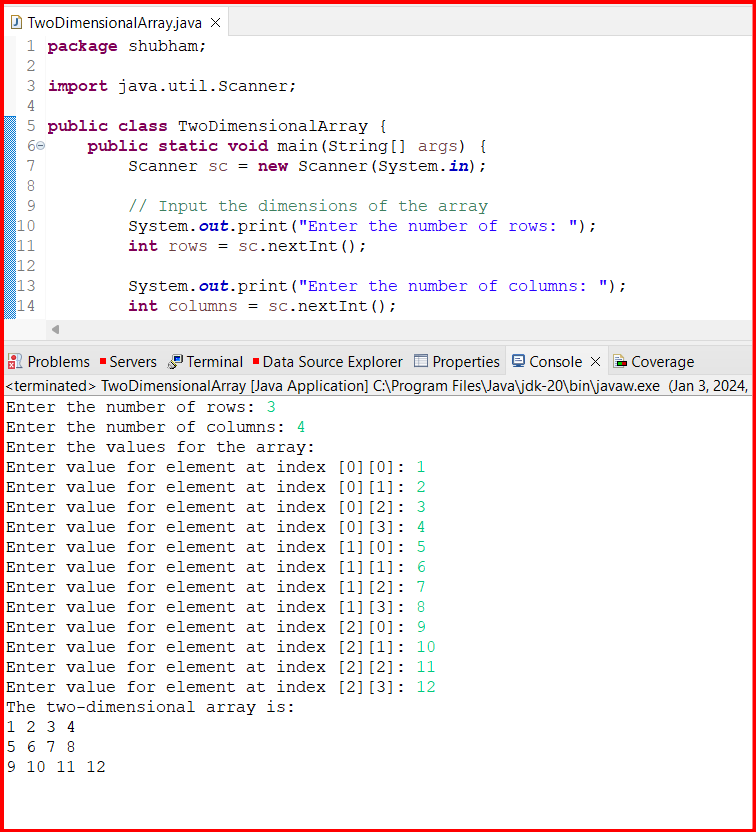 TwoDimensionalArray.java
1 package shubham;
2
3 import java.util.Scanner;
4
5 public class TwoDimensionalArray {
6 public static void main(String[] args) {
7 Scanner sc = new Scanner(System.in);
8
9 // Input the dimensions of the array
10 System.out.print("Enter the number of rows: ");
11 int rows = sc.nextInt();
12
13 System.out.print("Enter the number of columns: ");
14 int columns = sc.nextInt();
Problems Servers Terminal Data Source Explorer Properties Console Coverage
<terminated> TwoDimensionalArray [Java Application] C:\Program Files\Java\jdk-20\bin\javaw.exe (Jan 3, 2024,
Enter the number of rows: 3
Enter the number of columns: 4
Enter the values for the array:
Enter value for element at index [0][0]: 1
Enter value for element at index [0][1]: 2
Enter value for element at index [0][2]: 3
Enter value for element at index [0][3]: 4
Enter value for element at index [1][0]: 5
Enter value for element at index [1][1]: 6
Enter value for element at index [1][2]: 7
Enter value for element at index [1][3]: 8
Enter value for element at index [2][0]: 9
Enter value for element at index [2][1]: 10
Enter value for element at index [2][2]: 11
Enter value for element at index [2][3]: 12
The two-dimensional array is:
1 2 3 4
5 6 7 8
9 10 11 12